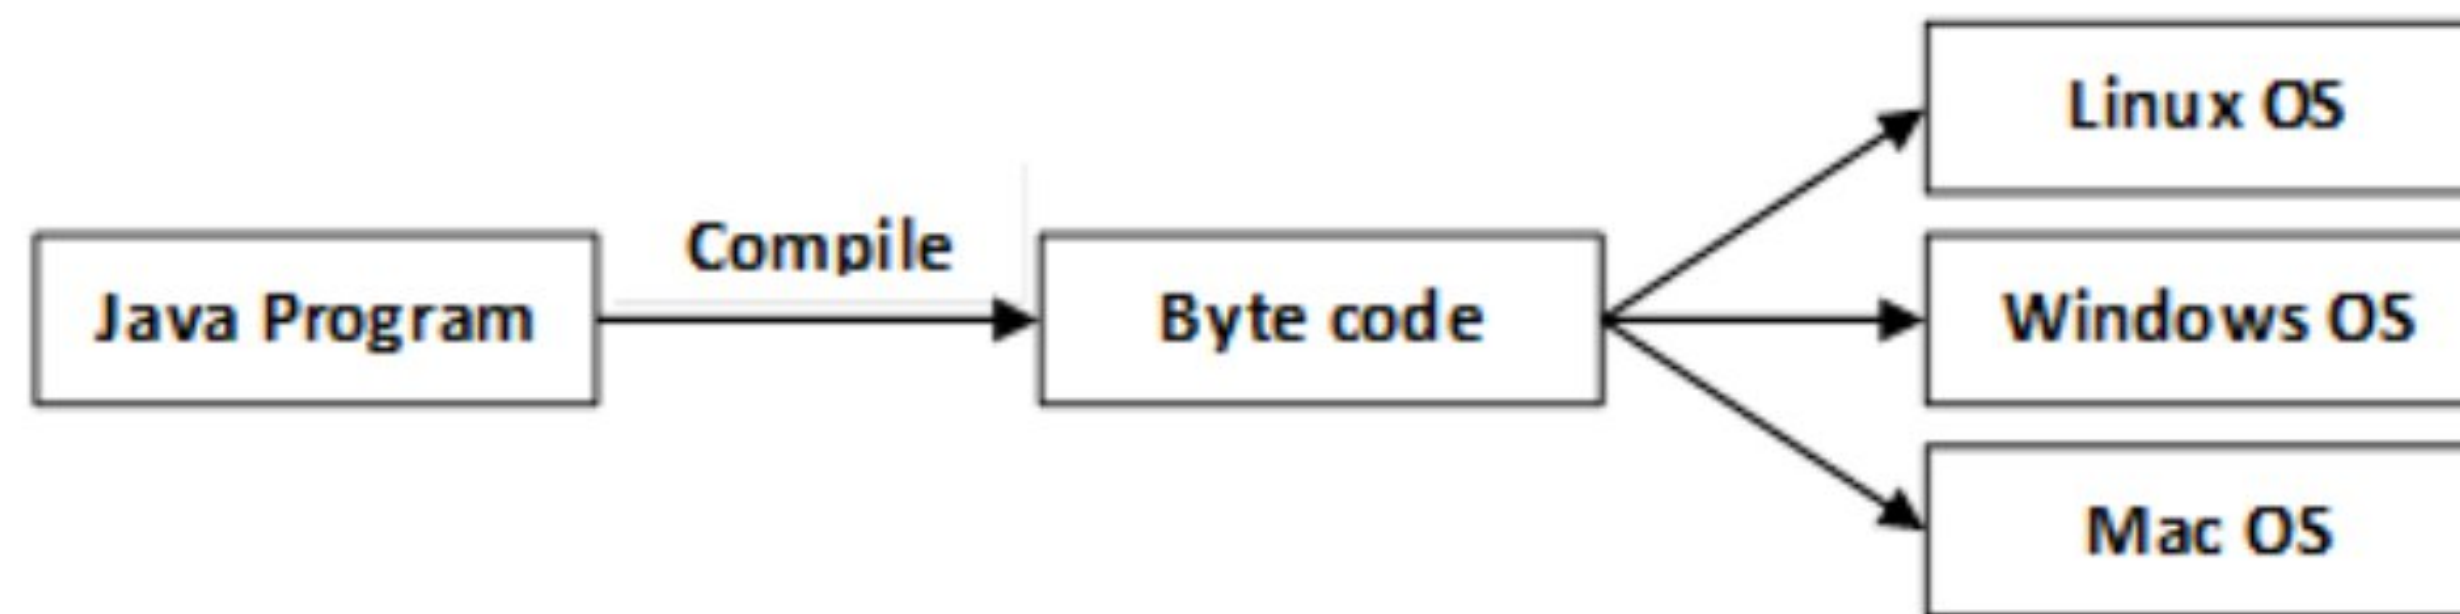 Java Program
Compile
Byte code
Linux OS
Windows OS
Mac OS